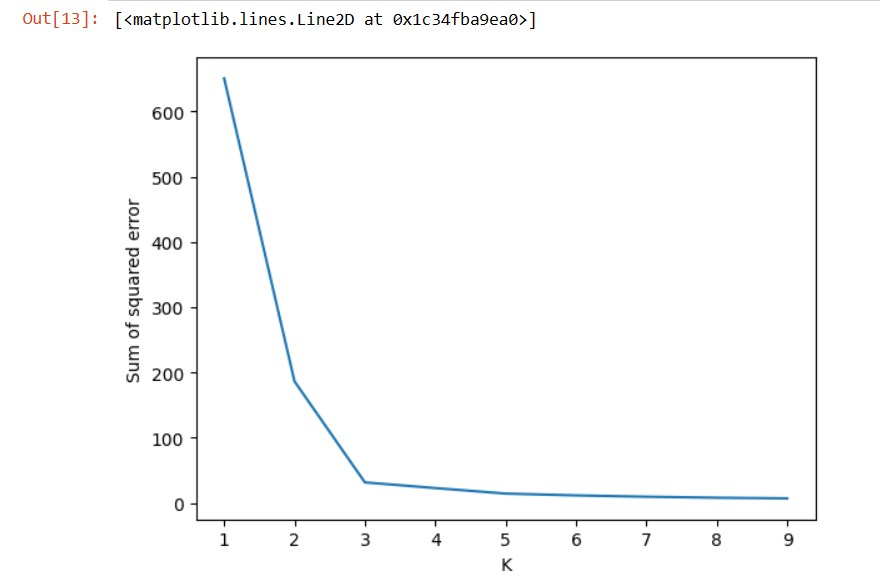 Out[13]: [<matplotlib.lines.Line2D at 0x1c34fba9ea0>]
600
500
400
300
200
100
0
Sum of squared error
1 2 3 4 5 6 7 8 9
K